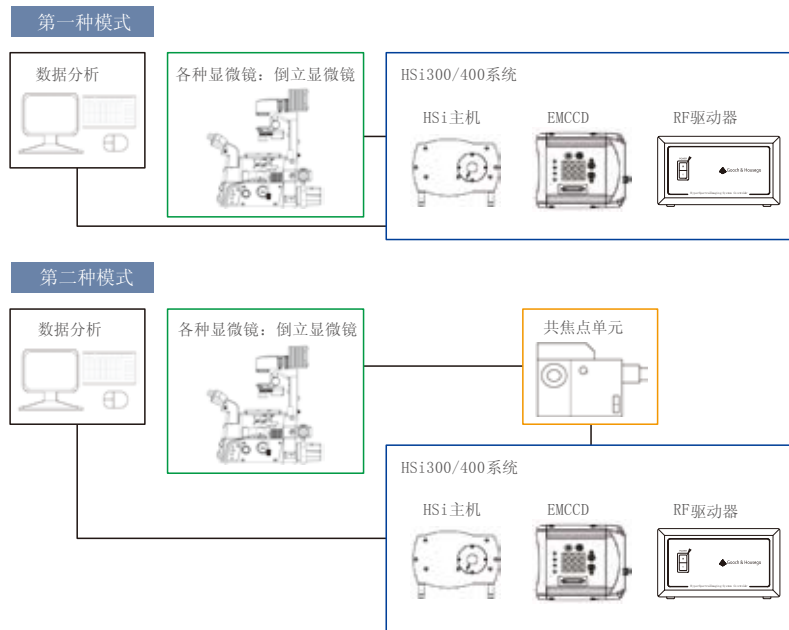 第一种模式
数据分析
各种显微镜：倒立显微镜
HSi300/400系统
HSi主机
EMCCD
RF驱动器
Gooch & Housego
第二种模式
数据分析
各种显微镜：倒立显微镜
共焦点单元
HSi300/400系统
HSi主机
EMCCD
RF驱动器
Gooch & Housego